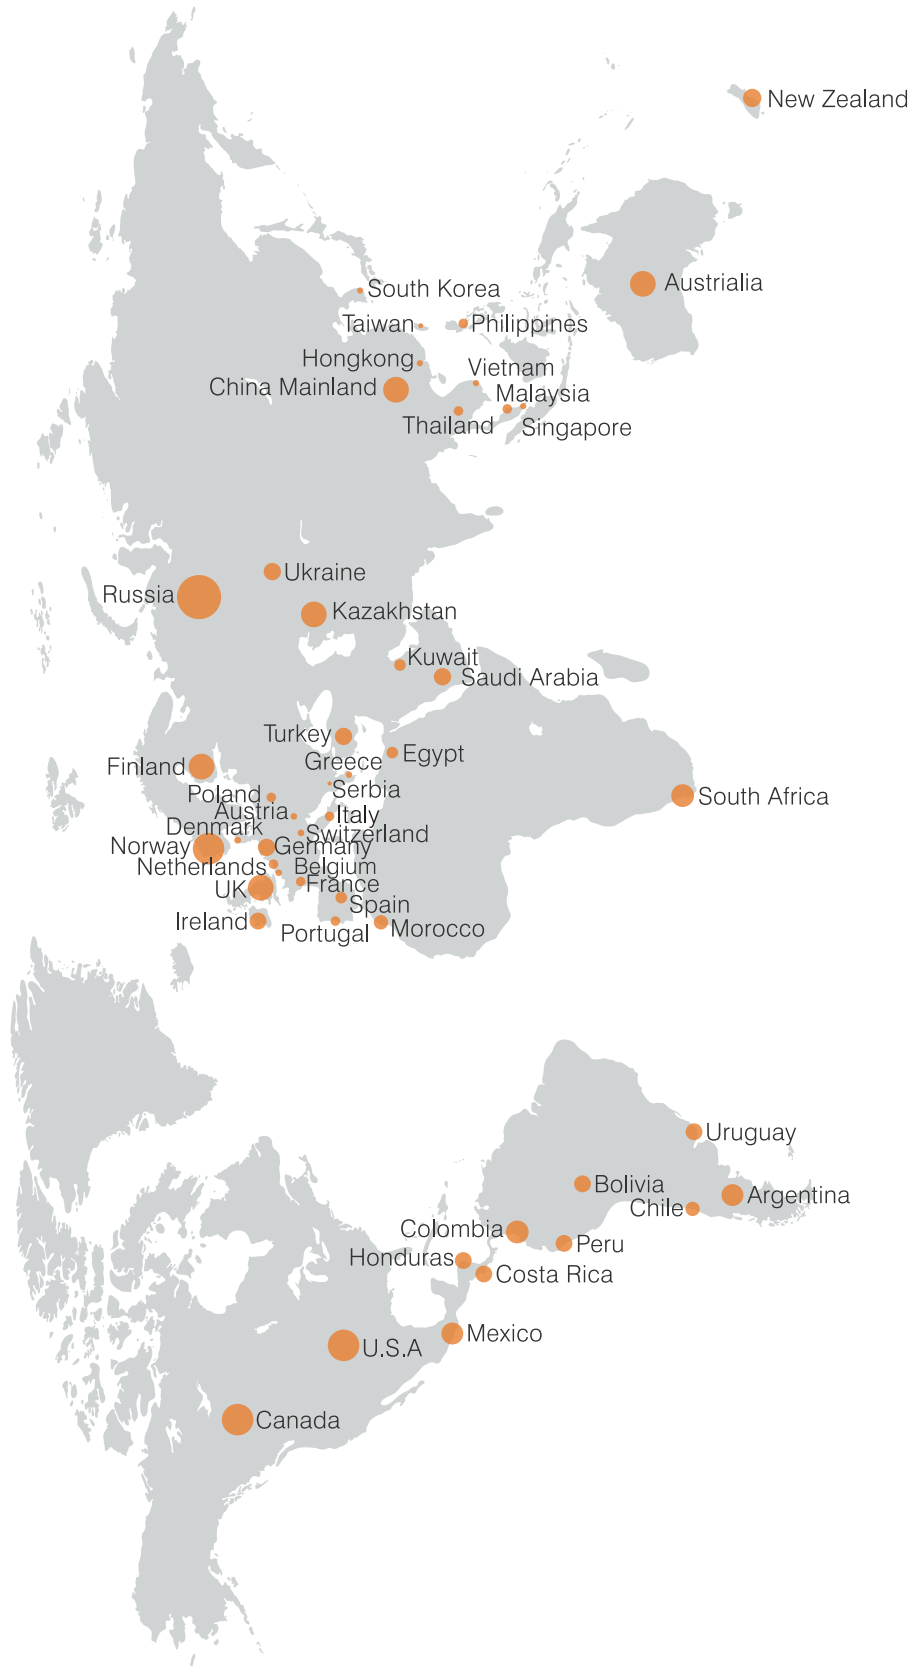 New Zealand
Austrialia
South Korea
Taiwan
Philippines
Hongkong
Vietnam
China Mainland
Malaysia
Thailand
Singapore
Ukraine
Russia
Kazakhstan
Kuwait
Saudi Arabia
Turkey
Egypt
Greece
Finland
Serbia
Poland
South Africa
Austria
Italy
Denmark
Switzerland
Norway
Germany
Netherlands
Belgium
UK
France
Spain
Ireland
Portugal
Morocco
Uruguay
Bolivia
Argentina
Chile
Colombia
Peru
Honduras
Costa Rica
Mexico
U.S.A
Canada